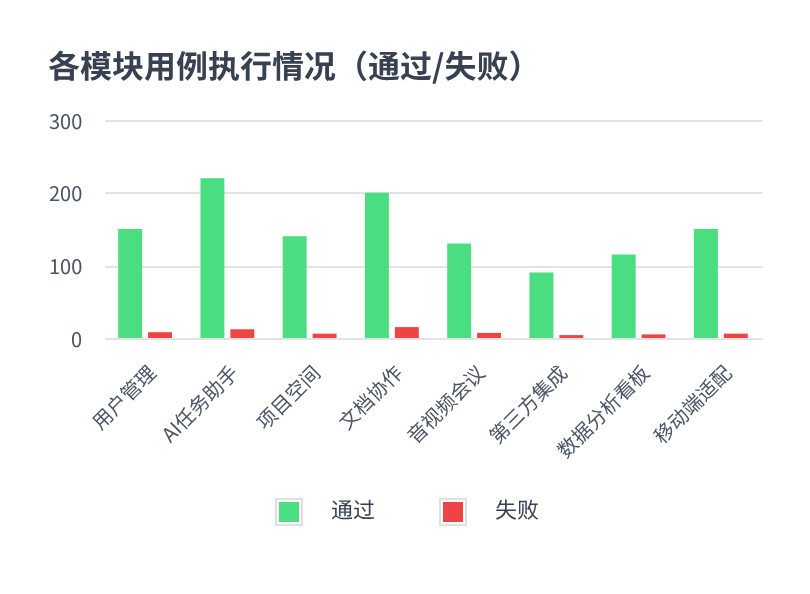 各模块用例执行情况（通过/失败）
300
200
100
0
用户管理
AI任务助手
项目空间
文档协作
音视频会议
第三方集成
数据分析看板
移动端适配
通过
失败